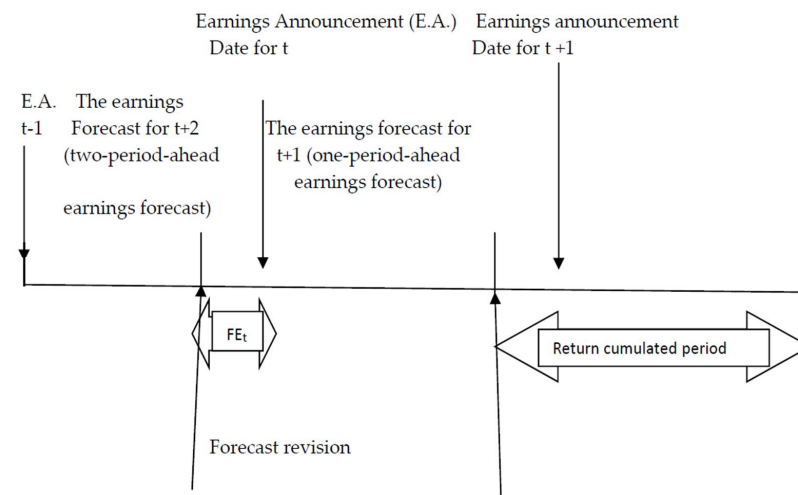 Earnings Announcement (E.A.)
Date for t
Earnings announcement
Date for t +1
E.A.
t-1
The earnings
Forecast for t+2
(two-period-ahead
earnings forecast)
The earnings forecast for
t+1 (one-period-ahead
earnings forecast)
FEt
Return cumulated period
Forecast revision